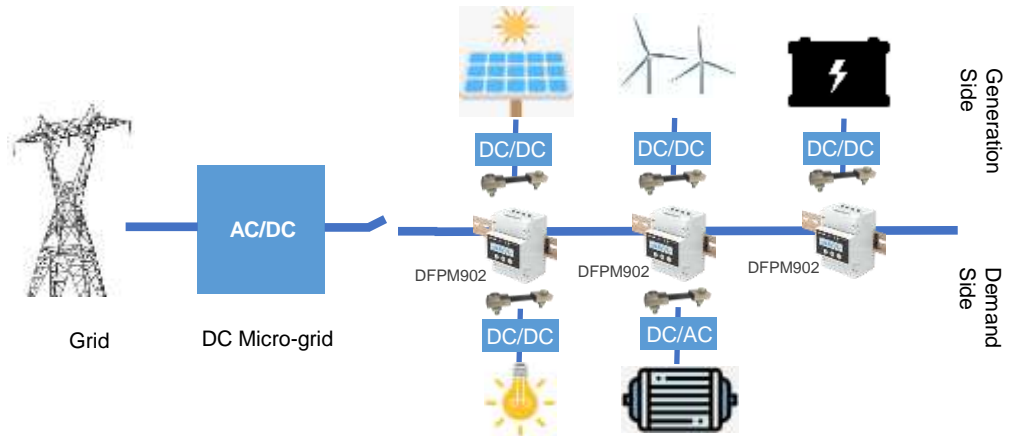 DC/DC
DC/DC
DC/DC
Generation
Side
AC/DC
DFPM902
DFPM902
DFPM902
Demand
Side
Grid
DC Micro-grid
DC/DC
DC/AC